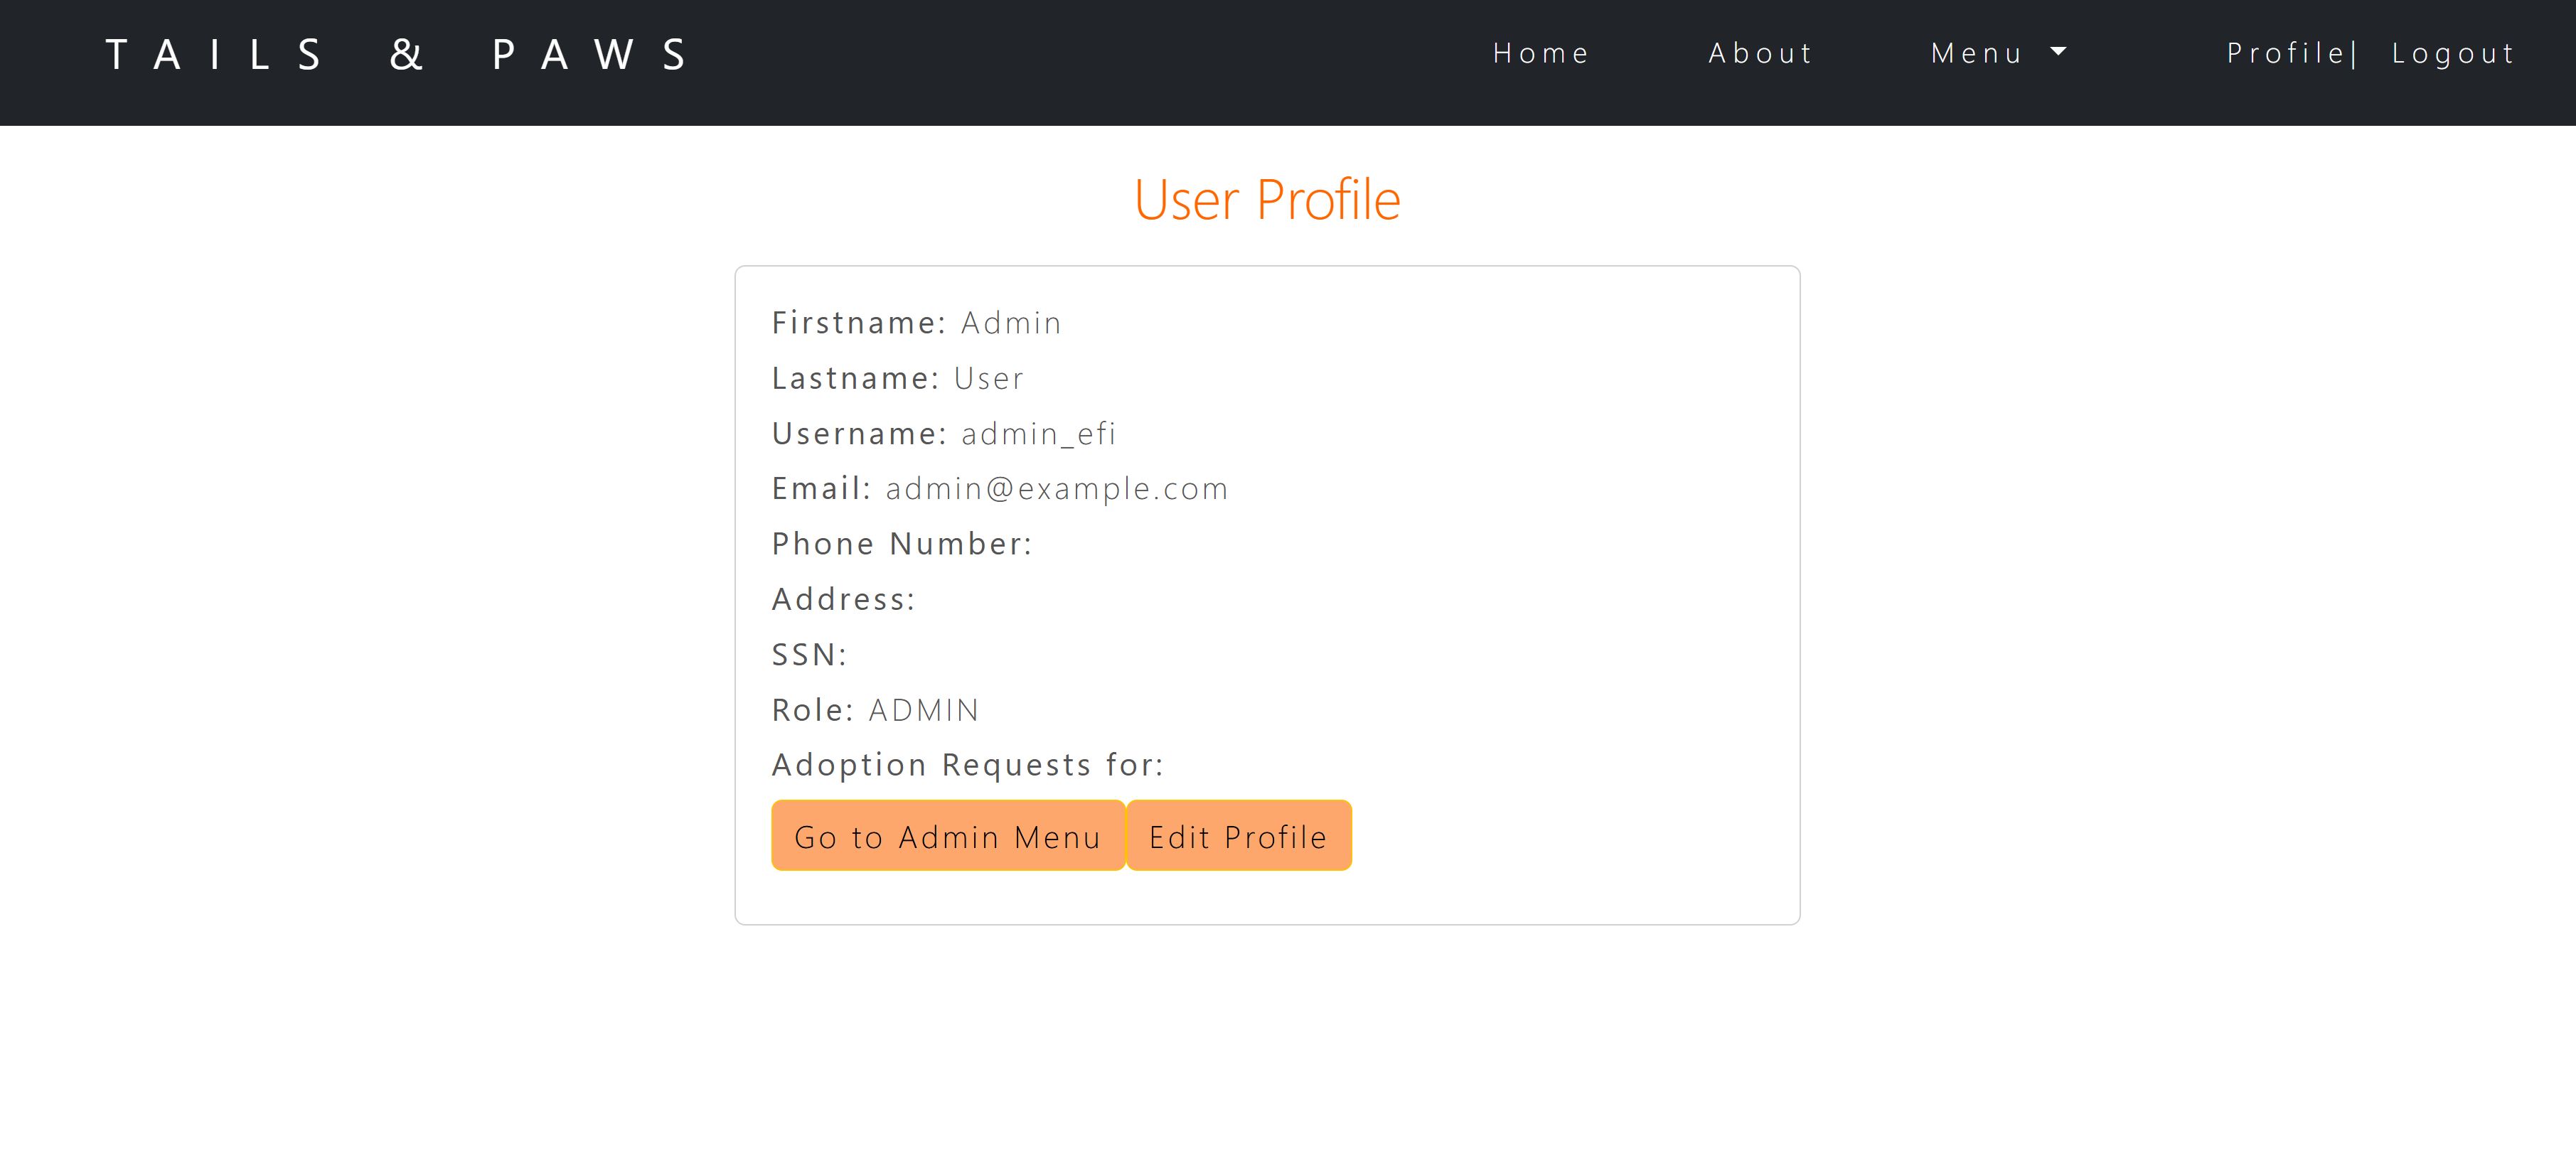 TAILS & PAWS Home About Menu Profile| Logout
User Profile
Firstname: Admin
Lastname: User
Username: admin_efi
Email: admin@example.com
Phone Number:
Address:
SSN:
Role: ADMIN
Adoption Requests for:
Go to Admin Menu Edit Profile